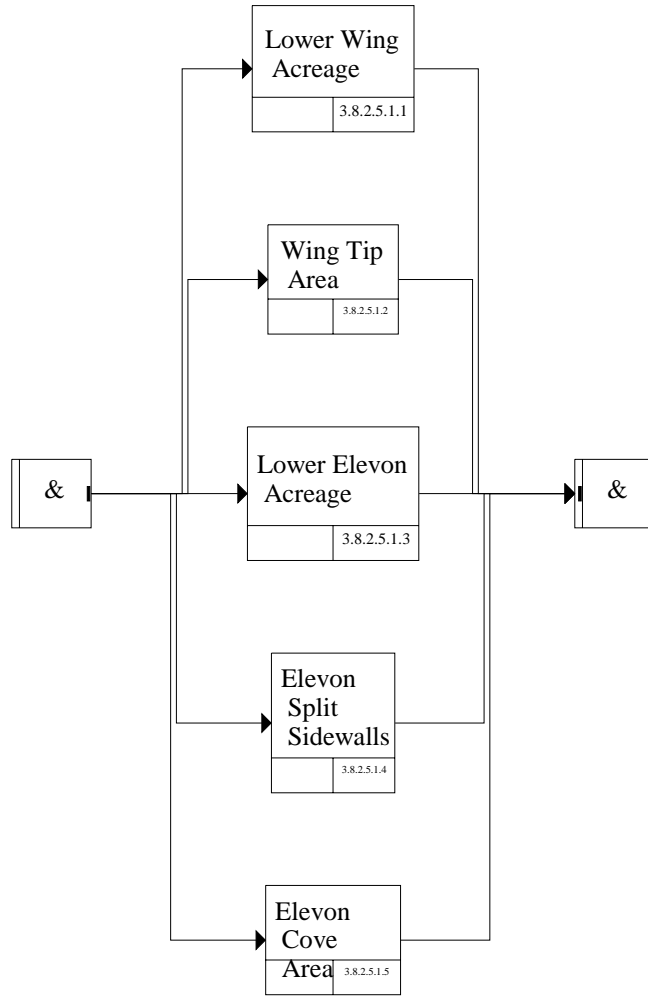 Lower Wing
Acreage
3.8.2.5.1.1
Wing Tip
Area
3.8.2.5.1.2
&
Lower Elevon
Acreage
3.8.2.5.1.3
&
Elevon
Split
Sidewalls
3.8.2.5.1.4
Elevon
Cove
Area
3.8.2.5.1.5